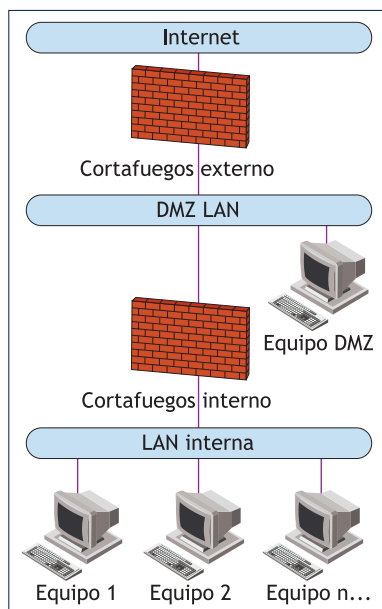 Internet
Cortafuegos externo
DMZ LAN
Equipo DMZ
Cortafuegos interno
LAN interna
Equipo 1
Equipo 2
Equipo n...